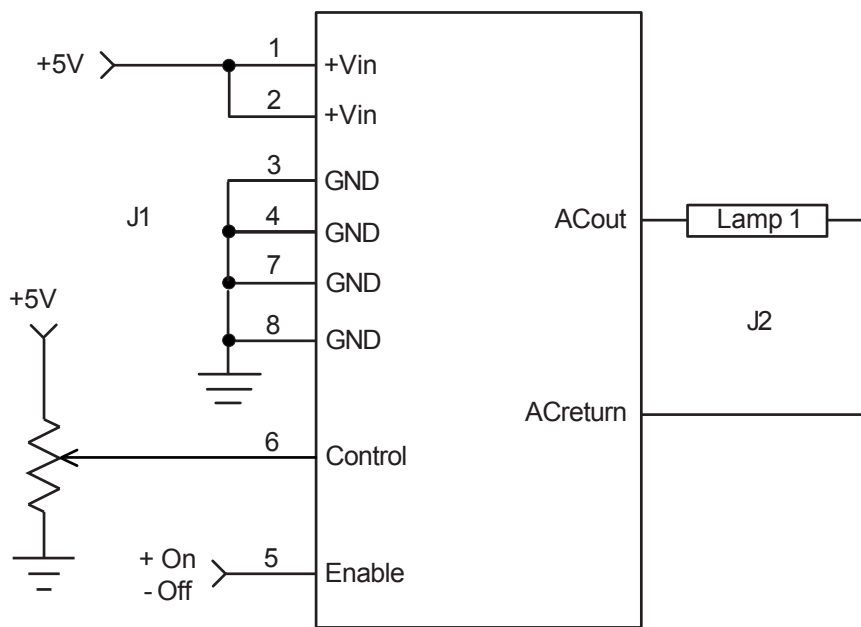 +5V
1
+Vin
2
+Vin
3
GND
J1
4
GND
7
GND
8
GND
+5V
6
Control
+ On
- Off
5
Enable
ACout
Lamp 1
J2
ACreturn